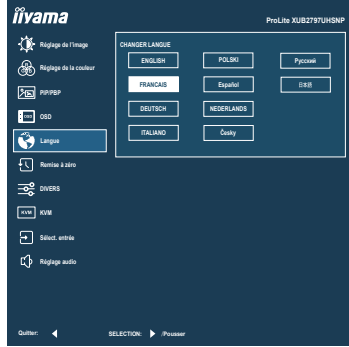 iiyama
ProLite XUB2797UHSNP
Réglage de l'image
Réglage de la couleur
PIP/PBP
OSD OSD
Langue
Remise à zéro
DIVERS
KVM KVM
Sélect. entrée
Réglage audio
CHANGER LANGUE
ENGLISH POLSKI Русский
FRANCAIS Español 日本語
DEUTSCH NEDERLANDS
ITALIANO Česky
Quitter: SELECTION: /Pousser